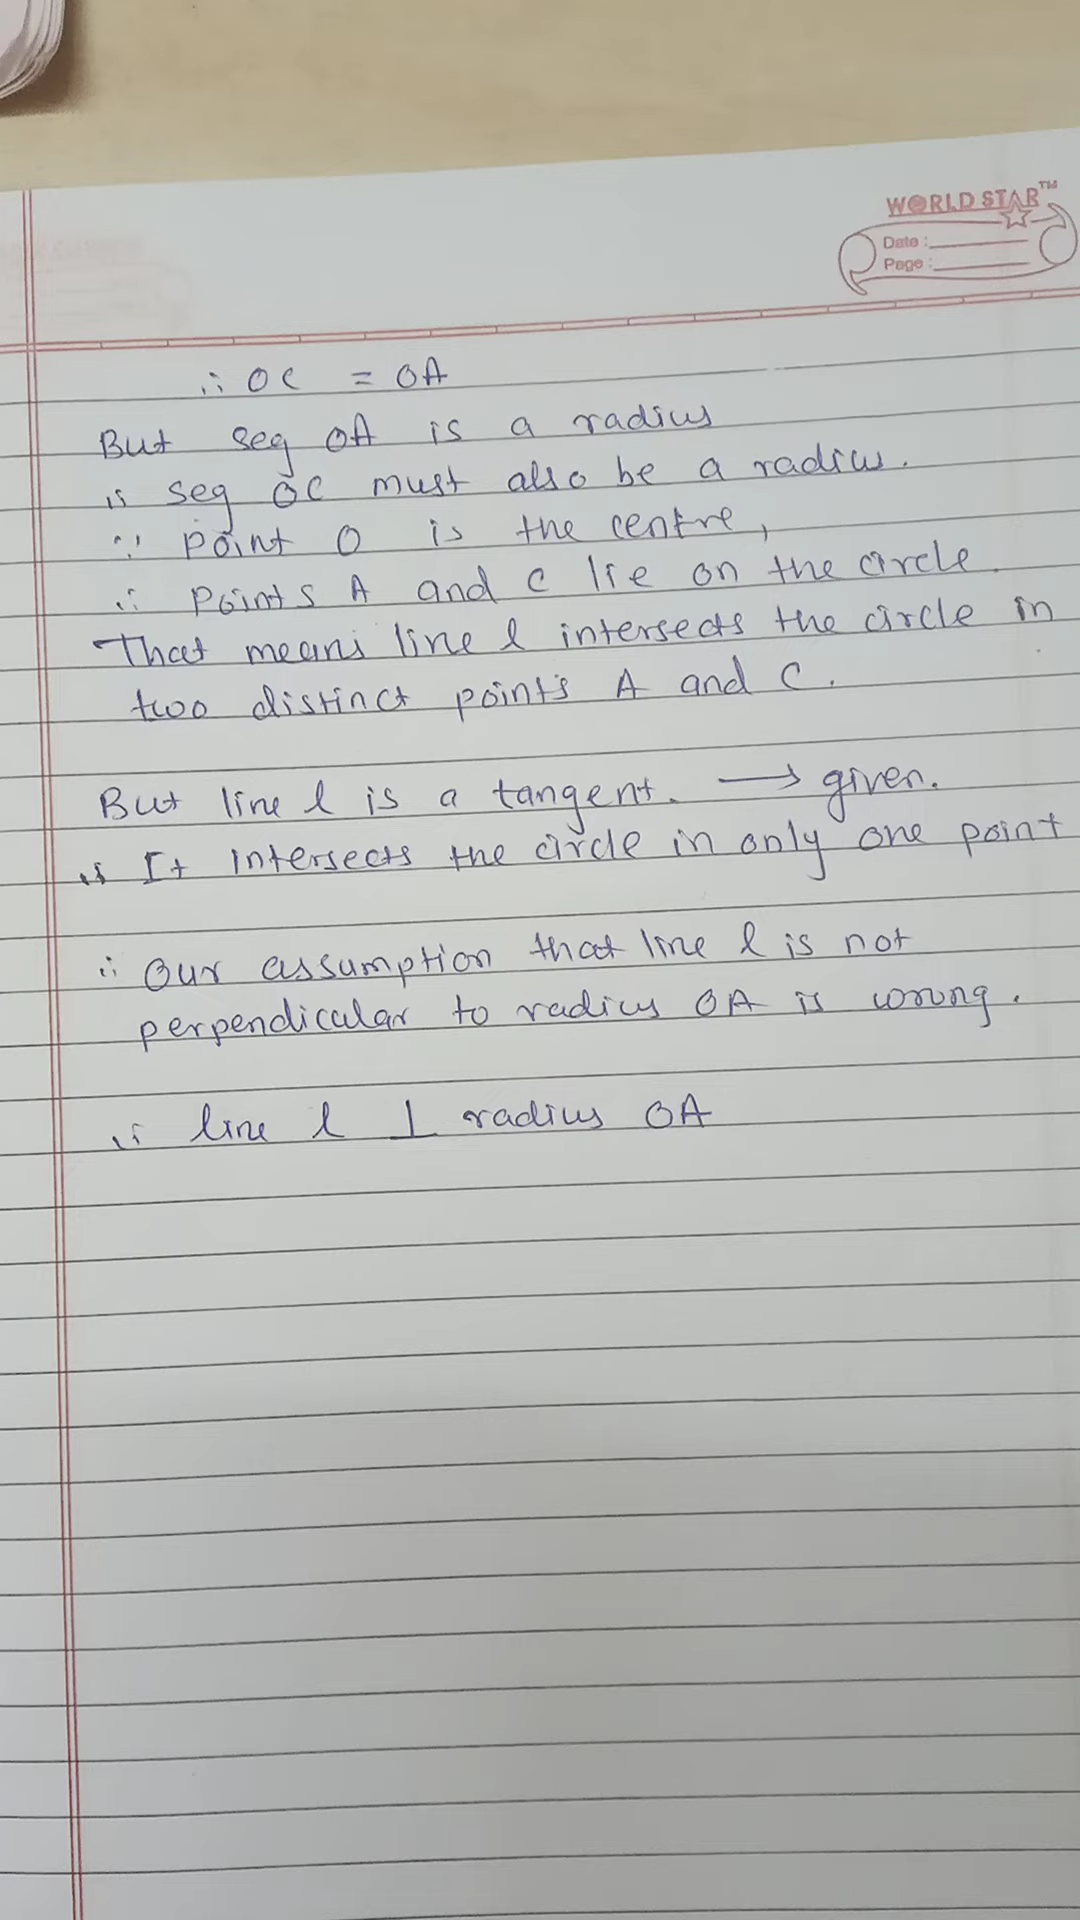 WORLD STAR™
Date :
Page :
∴ OC = OA
But seg OA is a radius
∴ seg OC must also be a radius.
∵ Point O is the centre,
∴ Points A and C lie on the circle.
That means line l intersects the circle in
two distinct points A and C.
But line l is a tangent. → given.
∴ It intersects the circle in only one point
∴ Our assumption that line l is not
perpendicular to radius OA is wrong.
∴ line l ⊥ radius OA